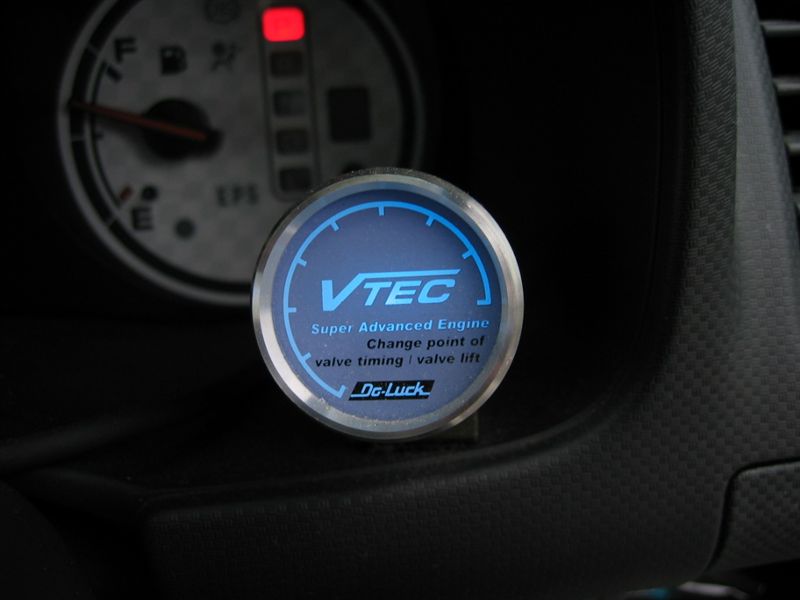 F
E
EPS
VTEC
Super Advanced Engine
Change point of
valve timing / valve lift
Do-Luck